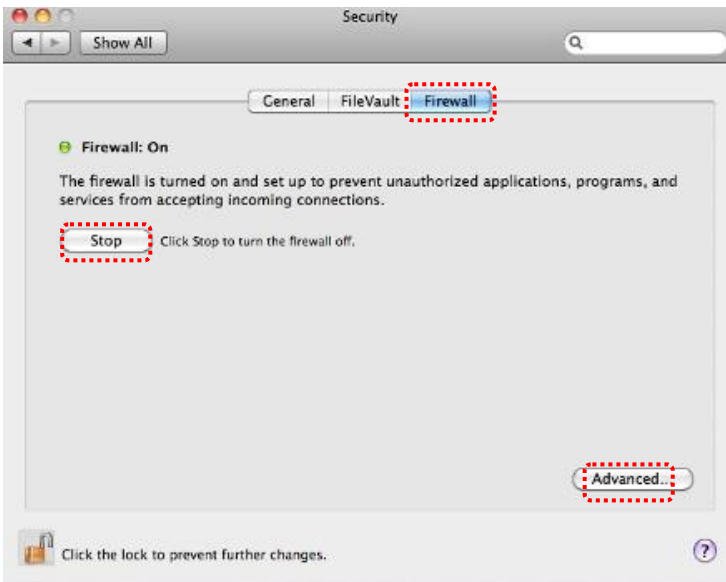 Security
Show All
General FileVault Firewall
Firewall: On
The firewall is turned on and set up to prevent unauthorized applications, programs, and
services from accepting incoming connections.
Stop Click Stop to turn the firewall off.
Advanced...
Click the lock to prevent further changes.
?